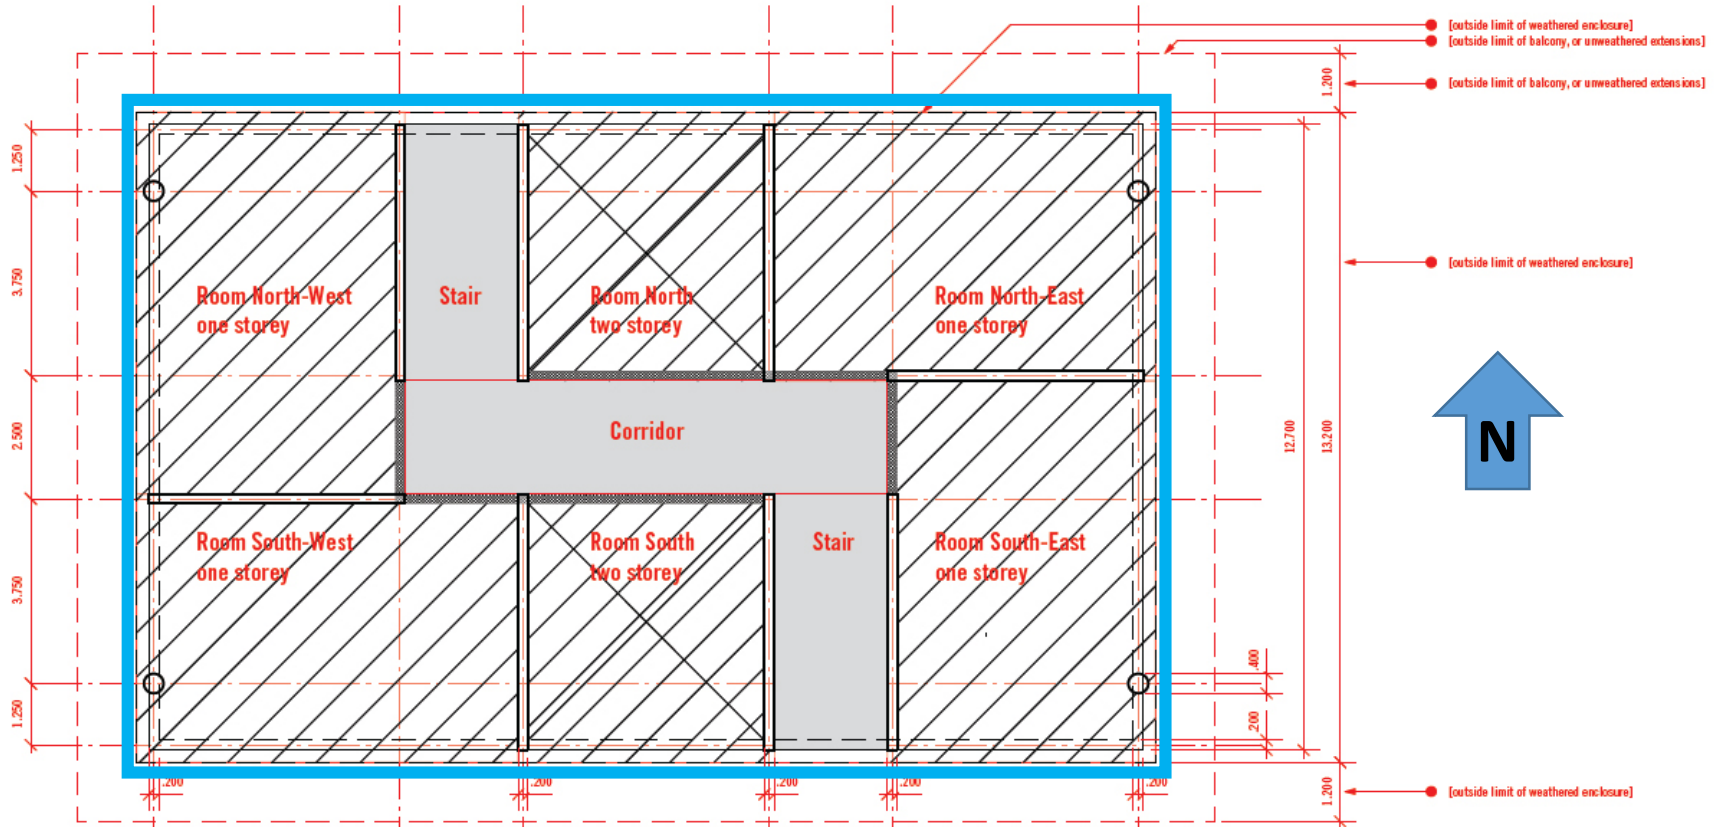 [outside limit of weathered enclosure]
[outside limit of balcony, or unweathered extensions]
1.200
[outside limit of balcony, or unweathered extensions]
1.250
3.750
Room North-West
one storey
Stair
Room North
two storey
Room North-East
one storey
[outside limit of weathered enclosure]
2.500
Corridor
12.700
13.200
N
Room South-West
one storey
Room South
two storey
Stair
Room South-East
one storey
3.750
.400
1.250
.200
.200
.200
.200
.200
.200
1.200
[outside limit of weathered enclosure]